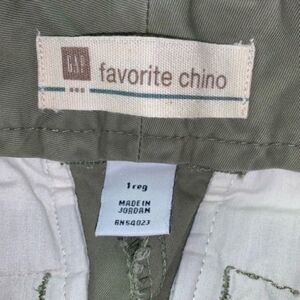 GAP
favorite chino
1 reg
MADE IN
JORDAN
RN54023